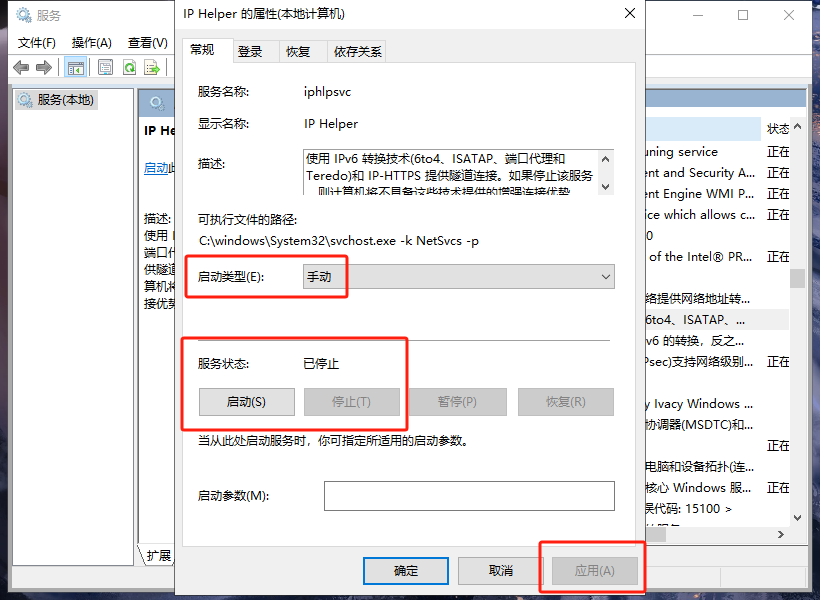 服务
文件(F) 操作(A) 查看(V)
服务(本地)
IP He
启动此
描述:
使用 I
端口代
供隧道
算机将
接优势
扩展
IP Helper 的属性(本地计算机)
常规 登录 恢复 依存关系
服务名称: iphlpsvc
显示名称: IP Helper
描述:
使用 IPv6 转换技术(6to4、ISATAP、端口代理和
Teredo)和 IP-HTTPS 提供隧道连接。如果停止该服务
，则计算机将不具备这些技术提供的增强连接优势
可执行文件的路径:
C:\windows\System32\svchost.exe -k NetSvcs -p
启动类型(E): 手动
服务状态: 已停止
启动(S) 停止(T) 暂停(P) 恢复(R)
当从此处启动服务时，你可指定所适用的启动参数。
启动参数(M):
确定 取消 应用(A)
状态
uning service 正在
ent and Security A... 正在
ent Engine WMI P... 正在
ice which allows c... 正在
0
of the Intel® PR... 正在
络提供网络地址转...
6to4、ISATAP、...
v6 的转换，反之...
Psec)支持网络级别... 正在
y Ivacy Windows ...
协调器(MSDTC)和...
正在
电脑和设备拓扑(连...
核心 Windows 服... 正在
误代码: 15100 >